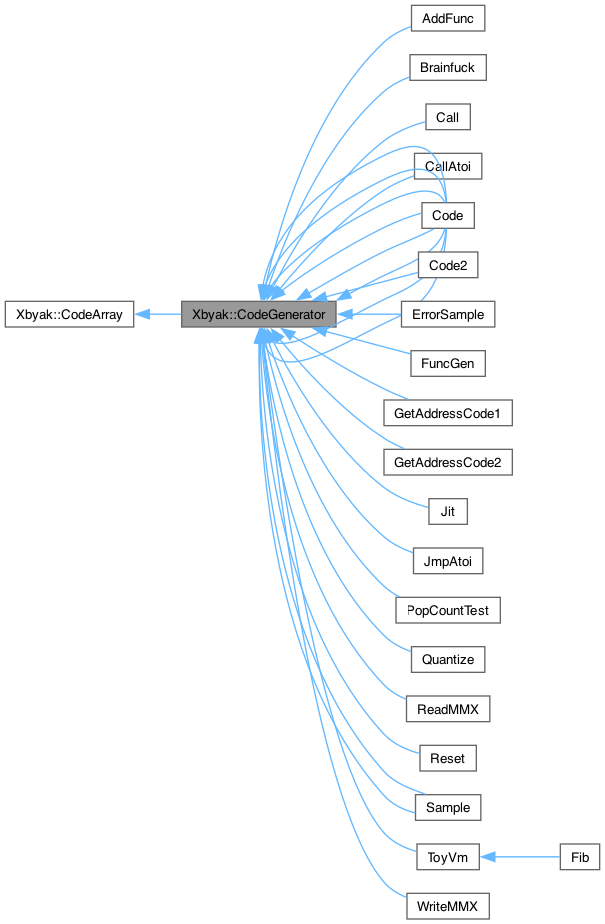 AddFunc
Brainfuck
Call
CallAtoi
Code
Code2
Xbyak::CodeArray
Xbyak::CodeGenerator
ErrorSample
FuncGen
GetAddressCode1
GetAddressCode2
Jit
JmpAtoi
PopCountTest
Quantize
ReadMMX
Reset
Sample
ToyVm
Fib
WriteMMX